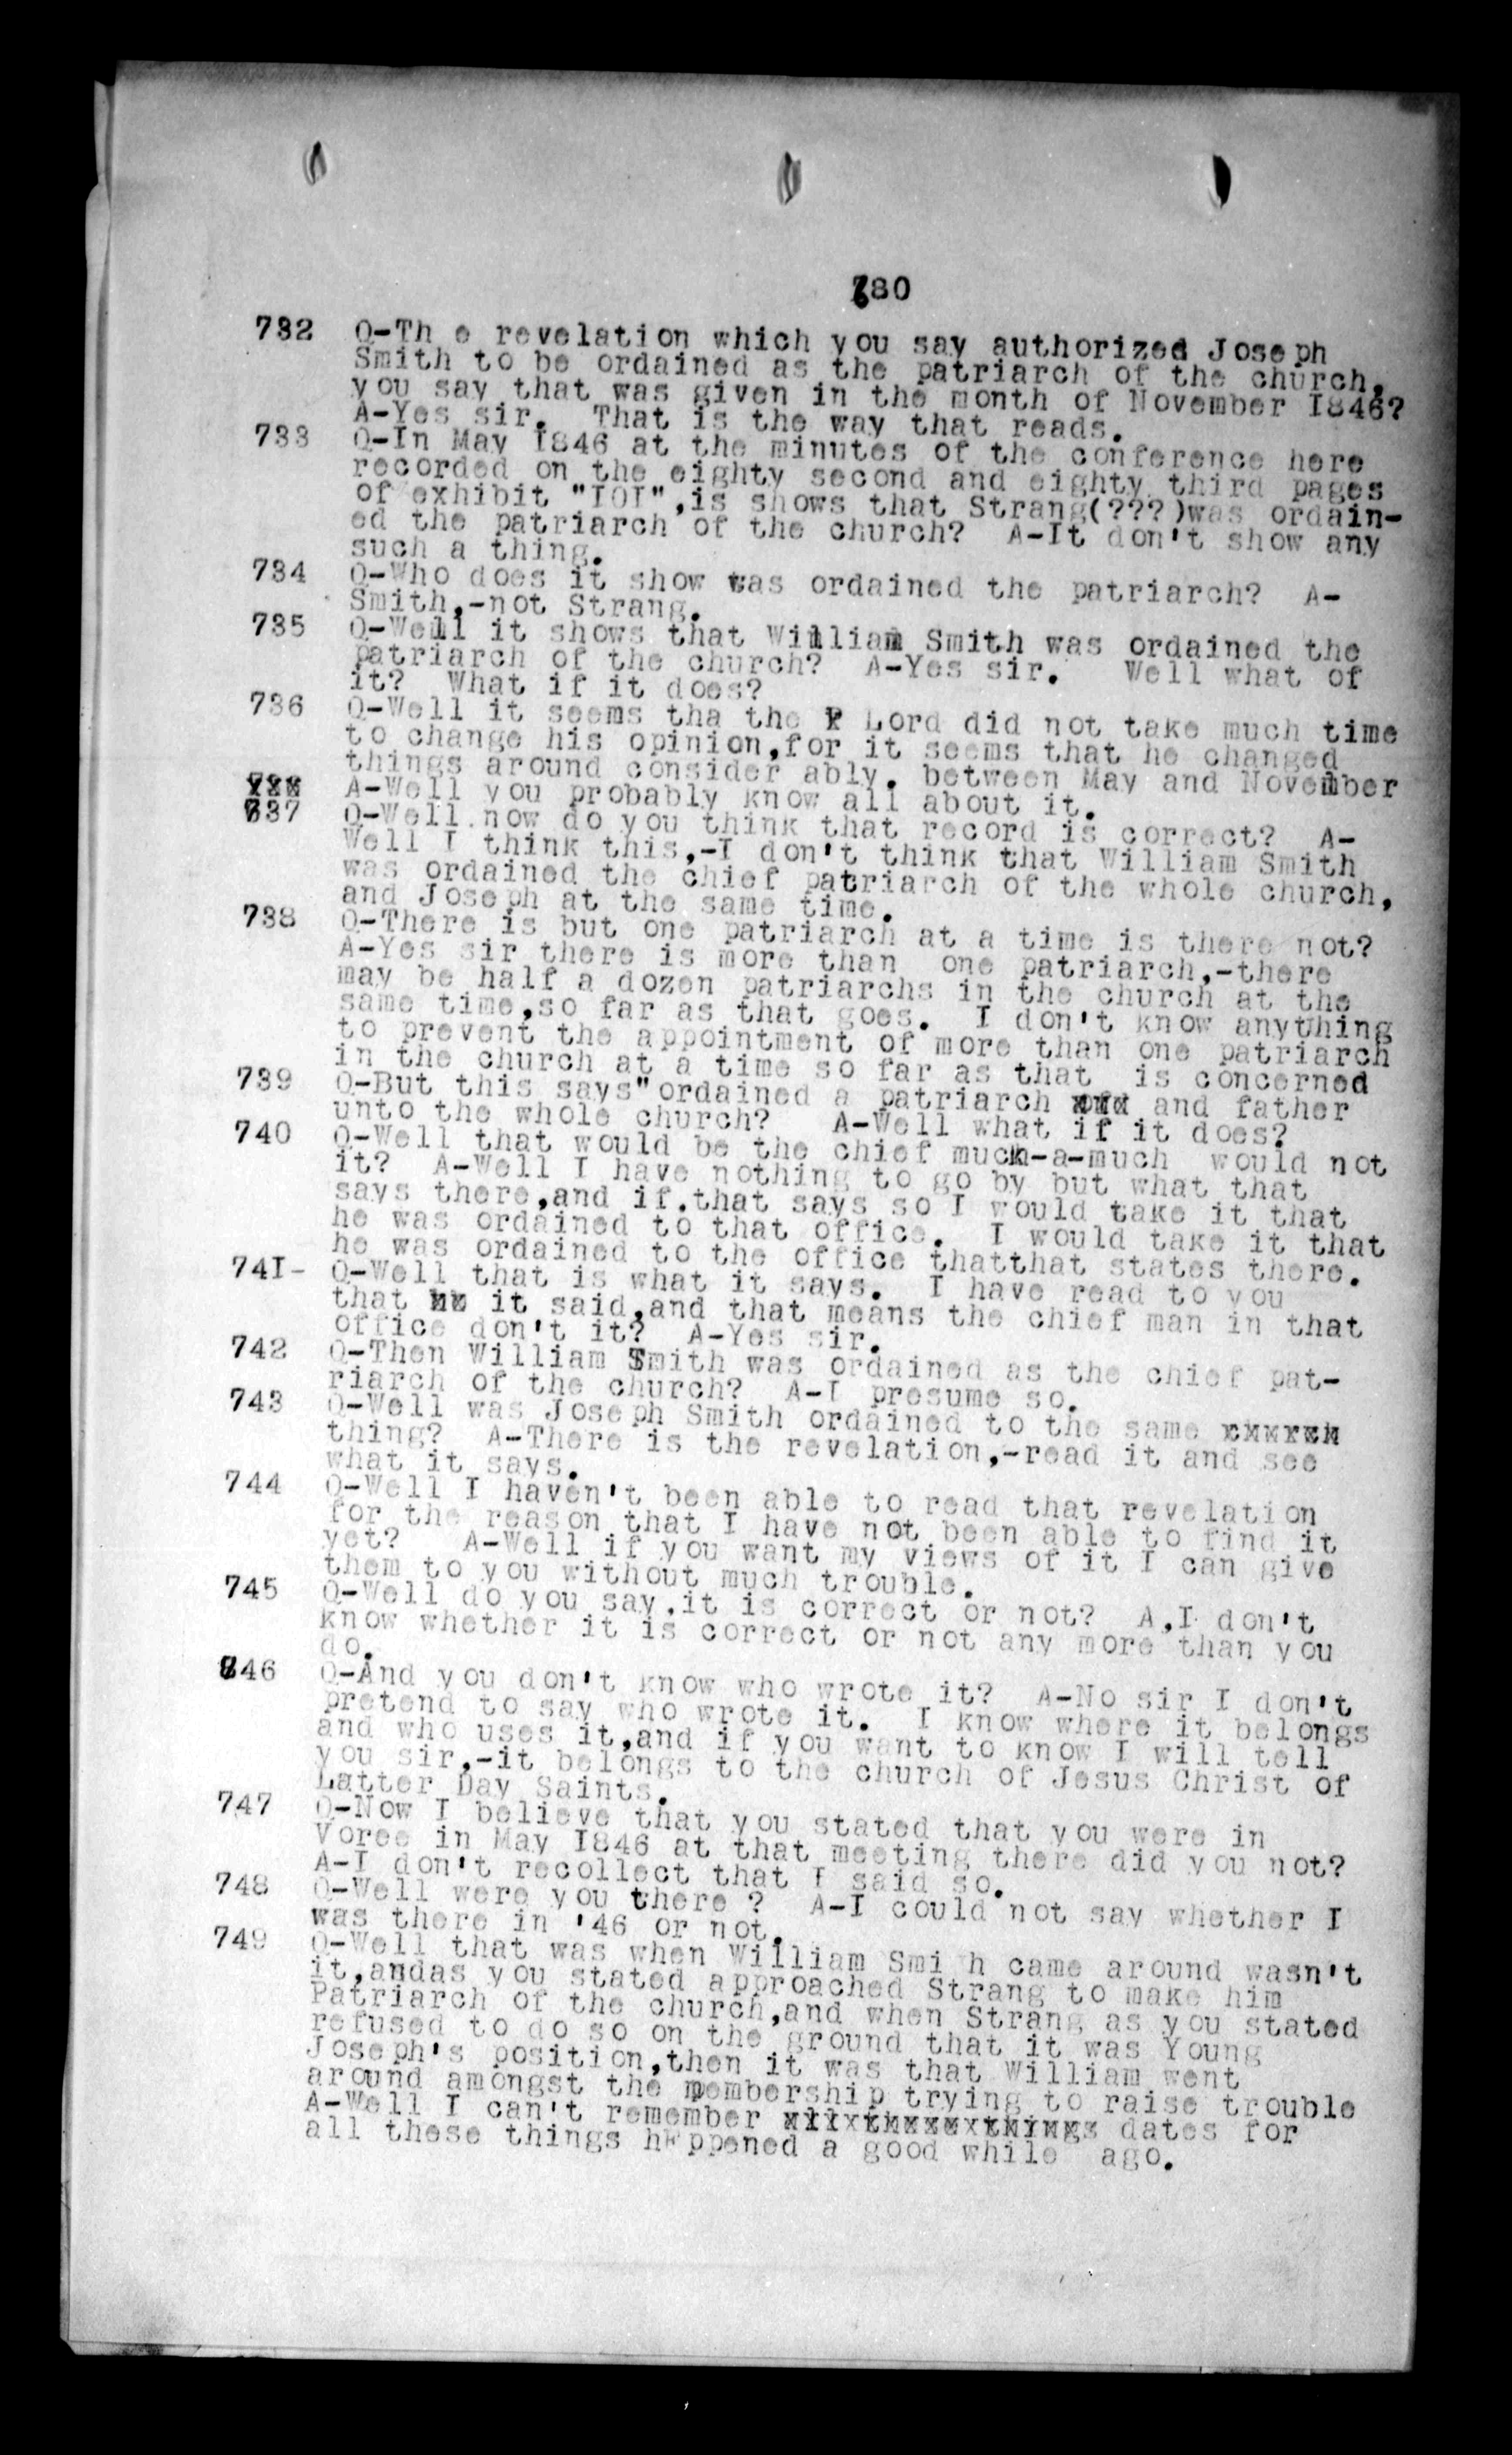 780
732 Q-Th e revelation which you say authorized Joseph
Smith to be ordained as the patriarch of the church,
you say that was given in the month of November I846?
A-Yes sir. That is the way that reads.
733 Q-In May I846 at the minutes of the conference here
recorded on the eighty second and eighty third pages
of exhibit "IOI",is shows that Strang(???)was ordain-
ed the patriarch of the church? A-It don't show any
such a thing.
734 Q-Who does it show was ordained the patriarch? A-
Smith,-not Strang.
735 Q-Well it shows that William Smith was ordained the
patriarch of the church? A-Yes sir. Well what of
it? What if it does?
736 Q-Well it seems tha the Lord did not take much time
to change his opinion,for it seems that he changed
things around consider ably. between May and November
A-Well you probably know all about it.
737 Q-Well now do you think that record is correct? A-
Well I think this,-I don't think that William Smith
was ordained the chief patriarch of the whole church,
and Joseph at the same time.
738 Q-There is but one patriarch at a time is there not?
A-Yes sir there is more than one patriarch,-there
may be half a dozen patriarchs in the church at the
same time,so far as that goes. I don't know anything
to prevent the appointment of more than one patriarch
in the church at a time so far as that is concerned
739 Q-But this says"ordained a patriarch and father
unto the whole church? A-Well what if it does?
740 Q-Well that would be the chief much-a-much would not
it? A-Well I have nothing to go by but what that
says there,and if.that says so I would take it that
he was ordained to that office. I would take it that
he was ordained to the office thatthat states there.
74I- Q-Well that is what it says. I have read to you
that it said,and that means the chief man in that
office don't it? A-Yes sir.
742 Q-Then William Smith was ordained as the chief pat-
riarch of the church? A-I presume so.
743 Q-Well was Joseph Smith ordained to the same
thing? A-There is the revelation,-read it and see
what it says.
744 Q-Well I haven't been able to read that revelation
for the reason that I have not been able to find it
yet? A-Well if you want my views of it I can give
them to you without much trouble.
745 Q-Well do you say.it is correct or not? A,I don't
know whether it is correct or not any more than you
do.
746 Q-And you don't know who wrote it? A-No sir I don't
pretend to say who wrote it. I know where it belongs
and who uses it,and if you want to know I will tell
you sir,-it belongs to the church of Jesus Christ of
Latter Day Saints.
747 Q-Now I believe that you stated that you were in
Voree in May I846 at that meeting there did you not?
A-I don't recollect that I said so.
748 Q-Well were you there ? A-I could not say whether I
was there in '46 or not.
749 Q-Well that was when William Smi h came around wasn't
it,andas you stated approached Strang to make him
Patriarch of the church,and when Strang as you stated
refused to do so on the ground that it was Young
Joseph's position,then it was that William went
around amongst the membership trying to raise trouble
A-Well I can't remember dates for
all these things happened a good while ago.